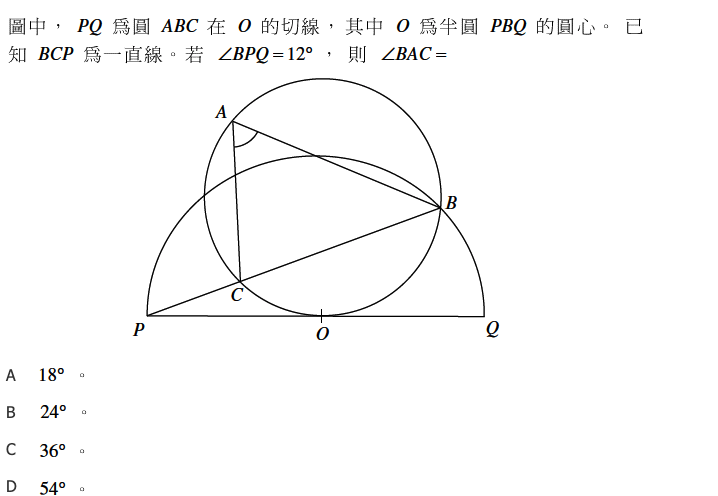 圖中， PQ 爲圓 ABC 在 O 的切線，其中 O 爲半圓 PBQ 的圓心。 已
知 BCP 爲一直線。若 ∠BPQ=12° ， 則 ∠BAC=
A
B
C
P
O
Q
A 18° 。
B 24° 。
C 36° 。
D 54° 。